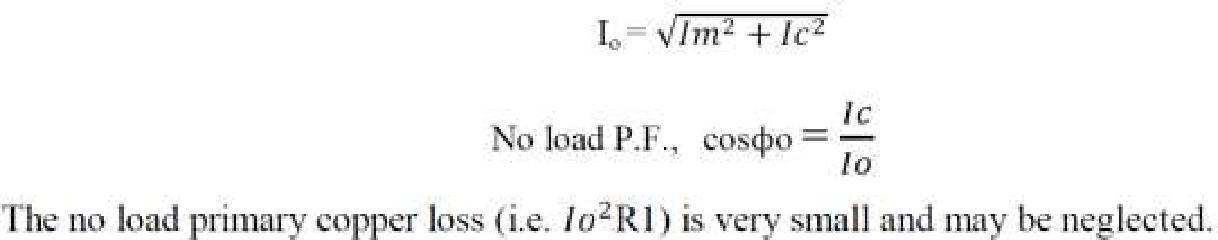 I₀ = √Im² + Ic²
No load P.F., cosϕo = Ic/Io
The no load primary copper loss (i.e. Io²R1) is very small and may be neglected.